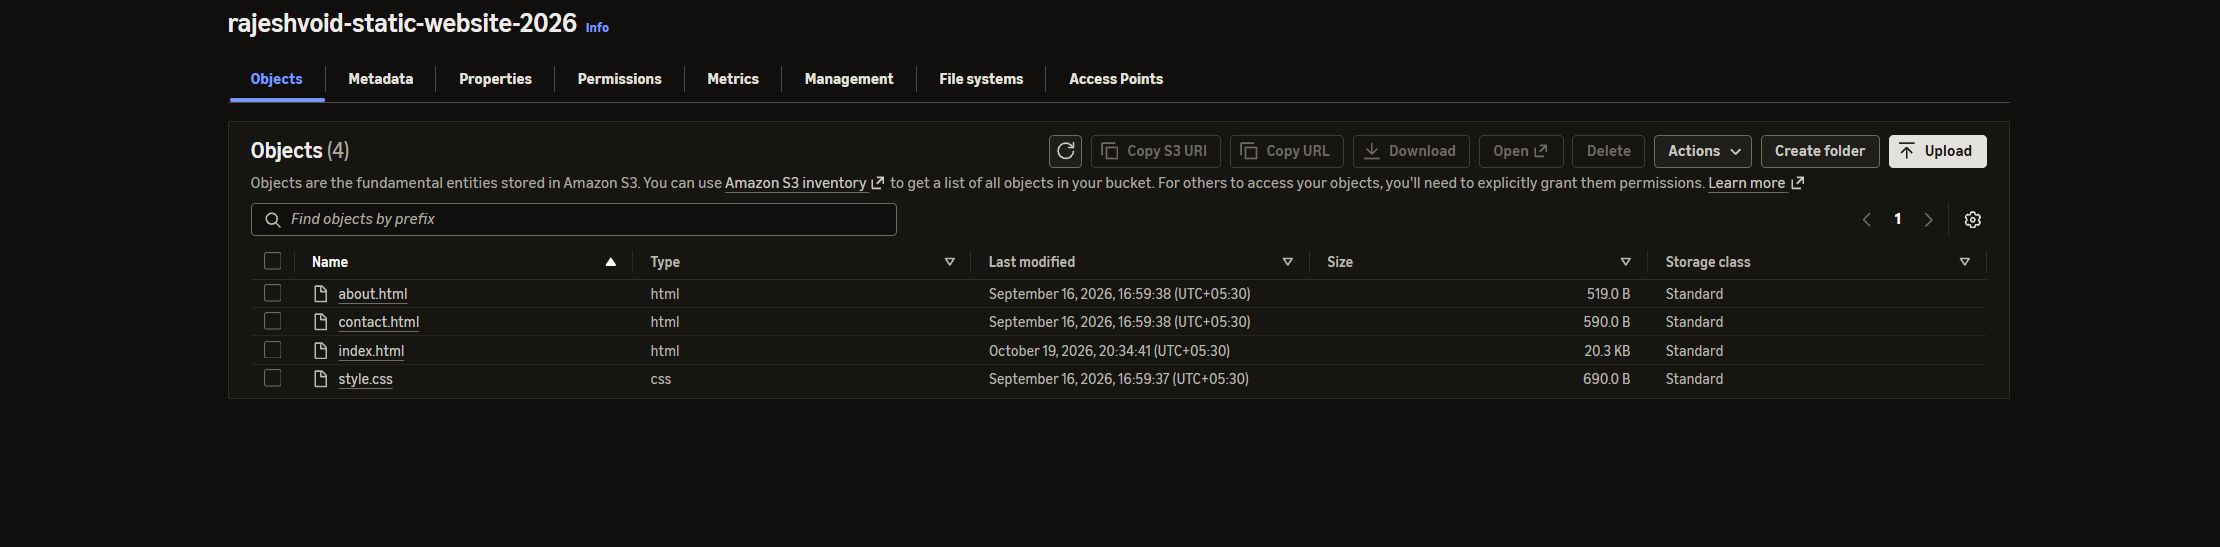 rajeshvoid-static-website-2026 Info
Objects Metadata Properties Permissions Metrics Management File systems Access Points
Objects (4) Copy S3 URI Copy URL Download Open Delete Actions Create folder Upload
Objects are the fundamental entities stored in Amazon S3. You can use Amazon S3 inventory to get a list of all objects in your bucket. For others to access your objects, you'll need to explicitly grant them permissions. Learn more
Find objects by prefix 1
Name Type Last modified Size Storage class
about.html html September 16, 2026, 16:59:38 (UTC+05:30) 519.0 B Standard
contact.html html September 16, 2026, 16:59:38 (UTC+05:30) 590.0 B Standard
index.html html October 19, 2026, 20:34:41 (UTC+05:30) 20.3 KB Standard
style.css css September 16, 2026, 16:59:37 (UTC+05:30) 690.0 B Standard